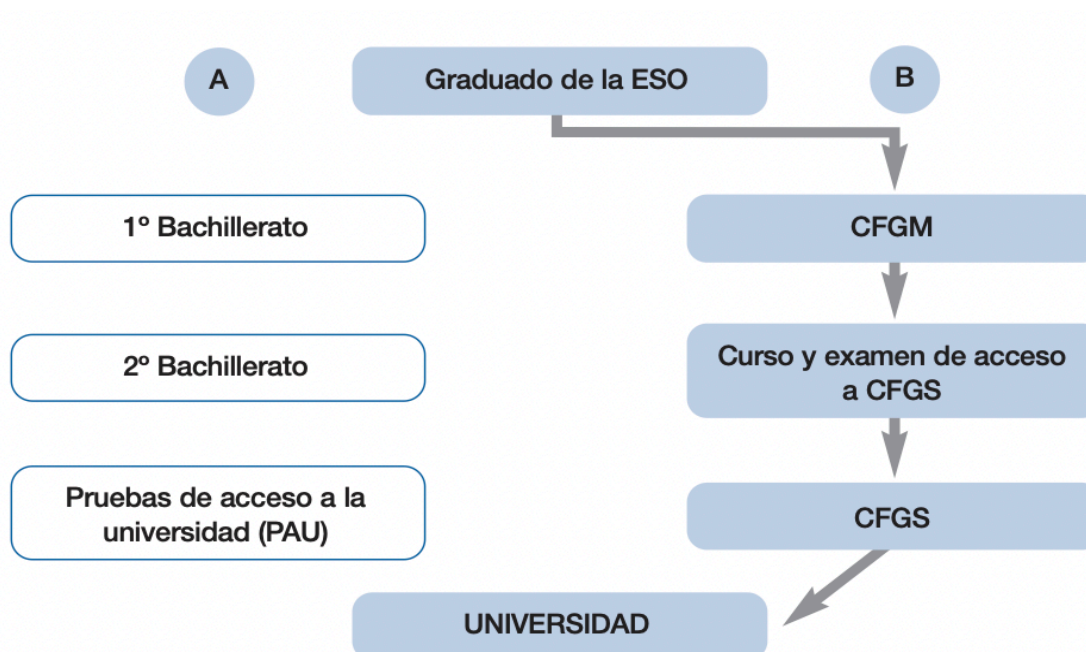 A
Graduado de la ESO
B
1º Bachillerato
CFGM
2º Bachillerato
Curso y examen de acceso
a CFGS
Pruebas de acceso a la
universidad (PAU)
CFGS
UNIVERSIDAD